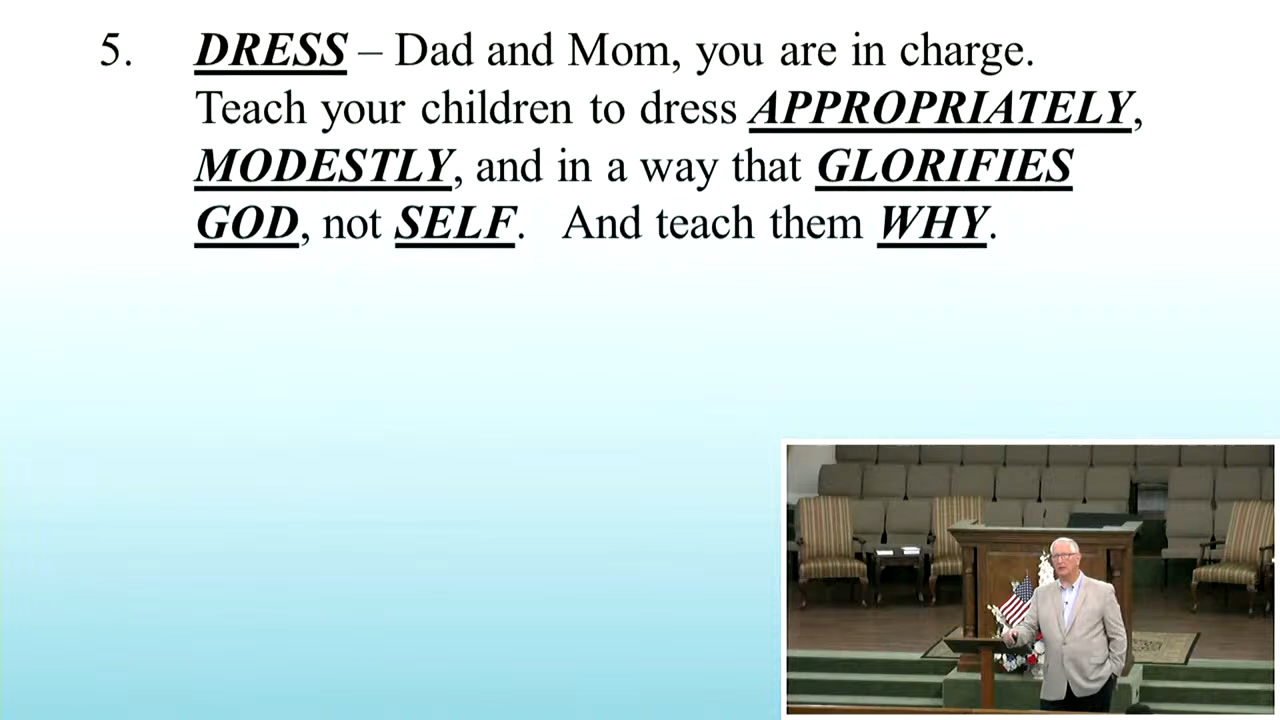 5. DRESS – Dad and Mom, you are in charge.
Teach your children to dress APPROPRIATELY,
MODESTLY, and in a way that GLORIFIES
GOD, not SELF. And teach them WHY.